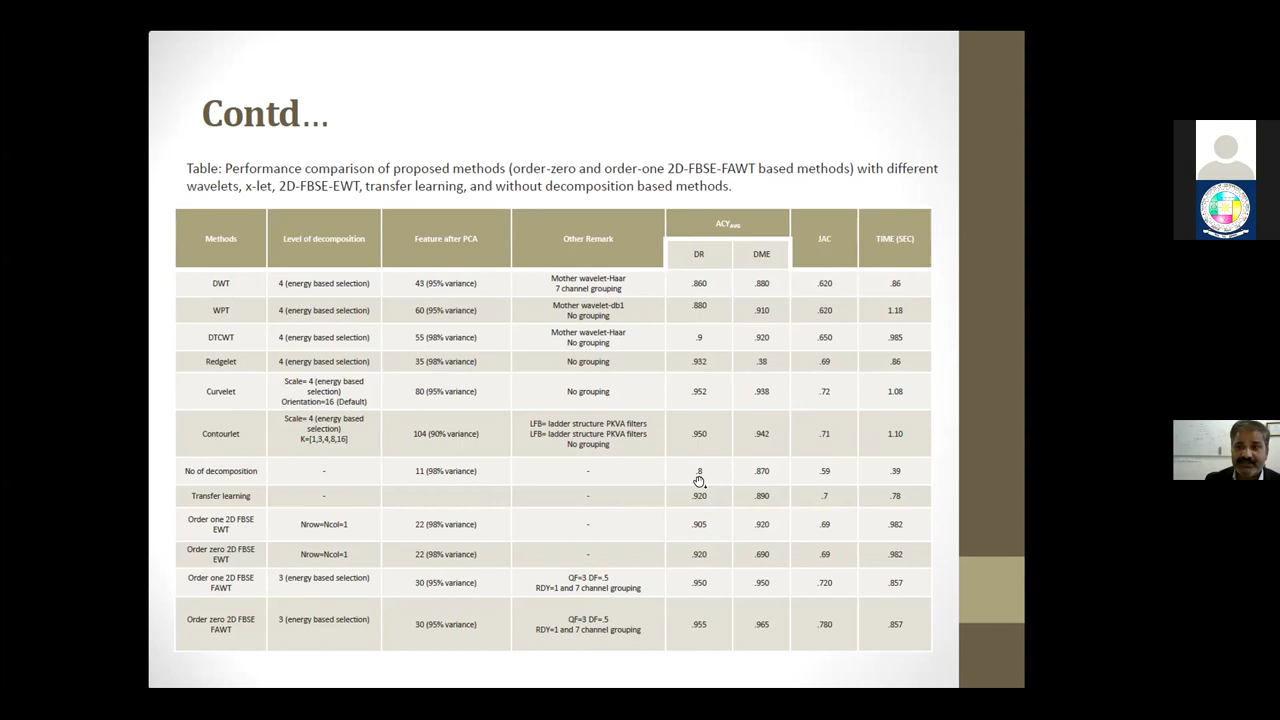 Contd...
Table: Performance comparison of proposed methods (order-zero and order-one 2D-FBSE-FAWT based methods) with different
wavelets, x-let, 2D-FBSE-EWT, transfer learning, and without decomposition based methods.
Methods Level of decomposition Feature after PCA Other Remark ACYAVG JAC TIME (SEC)
DR DME
DWT 4 (energy based selection) 43 (95% variance) Mother wavelet-Haar
7 channel grouping .860 .880 .620 .86
WPT 4 (energy based selection) 60 (95% variance) Mother wavelet-db1
No grouping .880 .910 .620 1.18
DTCWT 4 (energy based selection) 55 (98% variance) Mother wavelet-Haar
No grouping .9 .920 .650 .985
Redgelet 4 (energy based selection) 35 (98% variance) No grouping .932 .38 .69 .86
Curvelet Scale= 4 (energy based
selection)
Orientation=16 (Default) 80 (95% variance) No grouping .952 .938 .72 1.08
Contourlet Scale= 4 (energy based
selection)
K=[1,3,4,8,16] 104 (90% variance) LFB= ladder structure PKVA filters
LFB= ladder structure PKVA filters
No grouping .950 .942 .71 1.10
No of decomposition - 11 (98% variance) - .8 .870 .59 .39
Transfer learning - - .920 .890 .7 .78
Order one 2D FBSE
EWT Nrow=Ncol=1 22 (98% variance) - .905 .920 .69 .982
Order zero 2D FBSE
EWT Nrow=Ncol=1 22 (98% variance) - .920 .690 .69 .982
Order one 2D FBSE
FAWT 3 (energy based selection) 30 (95% variance) QF=3 DF=.5
RDY=1 and 7 channel grouping .950 .950 .720 .857
Order zero 2D FBSE
FAWT 3 (energy based selection) 30 (95% variance) QF=3 DF=.5
RDY=1 and 7 channel grouping .955 .965 .780 .857